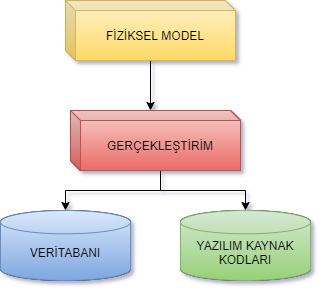 FİZİKSEL MODEL
GERÇEKLEŞTİRİM
VERİTABANI
YAZILIM KAYNAK
KODLARI